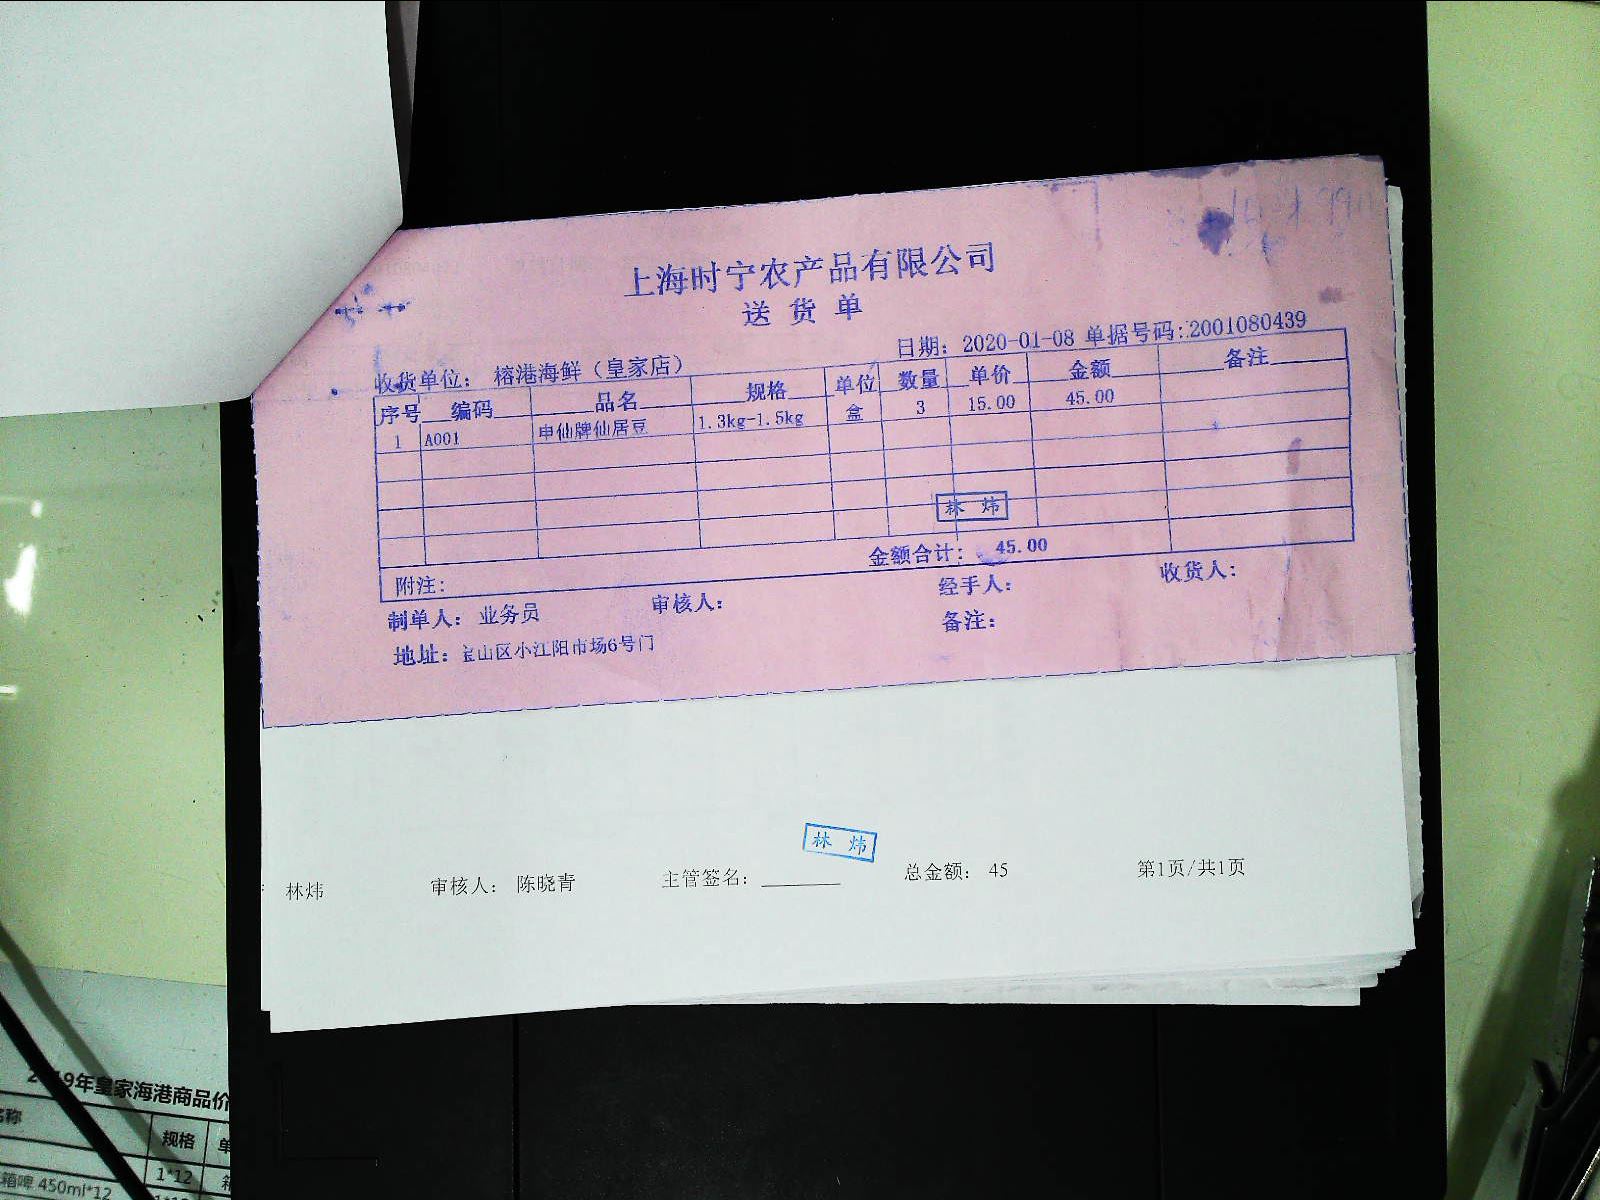 上海时宁农产品有限公司
送 货 单
收货单位： 榕港海鲜（皇家店） 日期： 2020-01-08 单据号码：2001080439
序号 编码 品名 规格 单位 数量 单价 金额 备注
1 A001 申仙牌仙居豆 1.3kg-1.5kg 盒 3 15.00 45.00
林 炜
金额合计： 45.00
附注：
制单人： 业务员 审核人： 经手人： 收货人：
备注：
地址：宝山区小江阳市场6号门
林 炜
林炜 审核人： 陈晓青 主管签名： ________ 总金额： 45 第1页/共1页
年皇家海港商品价
名称 规格 单
1*12 箱
箱啤 450ml*12